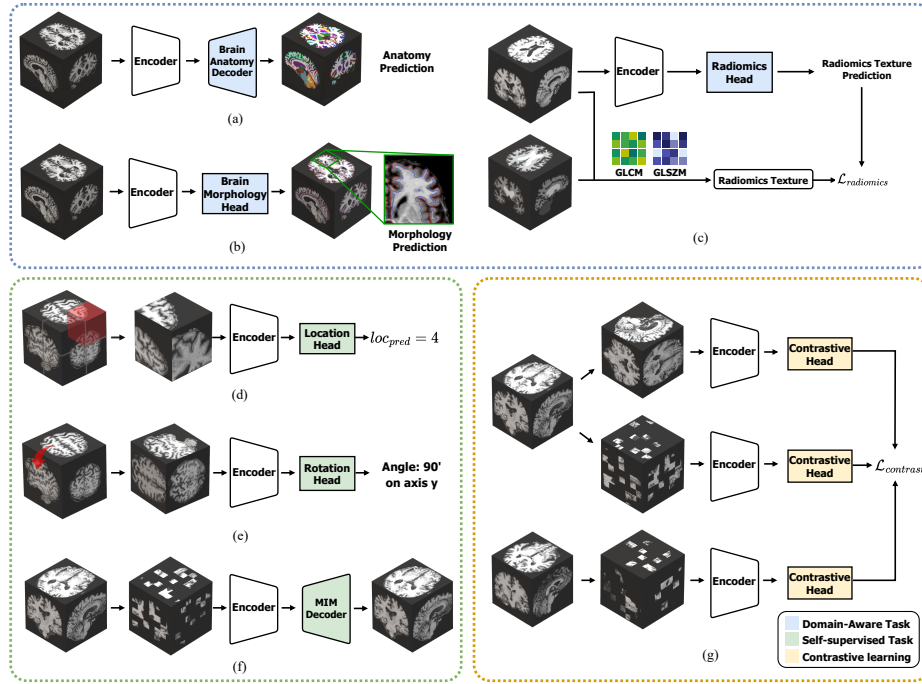 Encoder
Brain
Anatomy
Decoder
Anatomy
Prediction
(a)
Encoder
Brain
Morphology
Head
Morphology
Prediction
(b)
Encoder
Radiomics
Head
Radiomics Texture
Prediction
GLCM
GLSZM
Radiomics Texture
ℒradiomics
(c)
Encoder
Location
Head
locpred = 4
(d)
Encoder
Rotation
Head
Angle: 90'
on axis y
(e)
Encoder
MIM
Decoder
(f)
Encoder
Contrastive
Head
Encoder
Contrastive
Head
ℒcontrast
Encoder
Contrastive
Head
(g)
Domain-Aware Task
Self-supervised Task
Contrastive learning